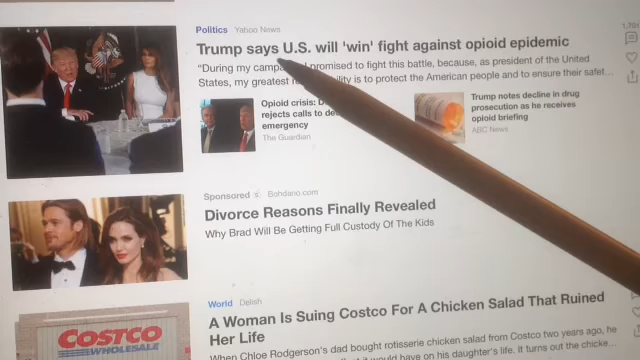 Politics Yahoo News
Trump says U.S. will 'win' fight against opioid epidemic
"During my promised to fight this battle, because, as president of the United
States, my greatest is to protect the American people and to ensure their safet...
Opioid crisis:
rejects calls to
emergency
The Guardian
Trump notes decline in drug
prosecution as he receives
opioid briefing
ABC News
Sponsored Bohdario.com
Divorce Reasons Finally Revealed
Why Brad Will Be Getting Full Custody Of The Kids
World Delish
A Woman Is Suing Costco For A Chicken Salad That Ruined
Her Life
When Chloe Rodgerson's dad bought rotisserie chicken salad from Costco two years ago, he
it would have on his daughter's life. It turns out the chicke...
COSTCO
WHOLESALE